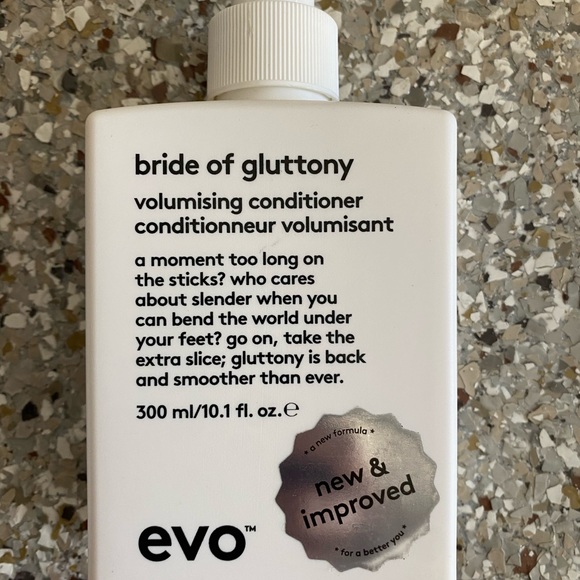 bride of gluttony
volumising conditioner
conditionneur volumisant
a moment too long on
the sticks? who cares
about slender when you
can bend the world under
your feet? go on, take the
extra slice; gluttony is back
and smoother than ever.
300 ml/10.1 fl. oz.℮
* a new formula *
new &
improved
* for a better you *
evo™